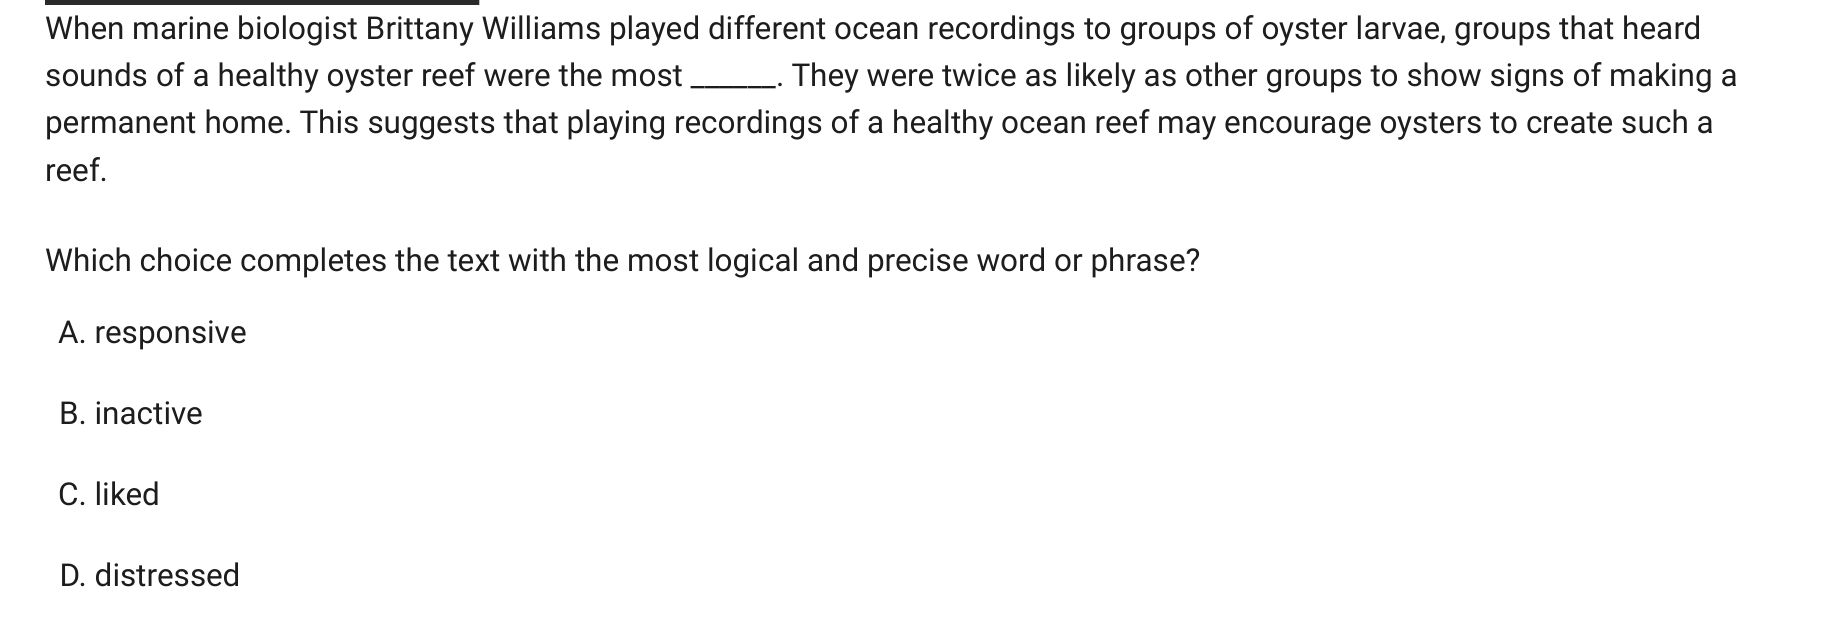 When marine biologist Brittany Williams played different ocean recordings to groups of oyster larvae, groups that heard
sounds of a healthy oyster reef were the most ______. They were twice as likely as other groups to show signs of making a
permanent home. This suggests that playing recordings of a healthy ocean reef may encourage oysters to create such a
reef.
Which choice completes the text with the most logical and precise word or phrase?
A. responsive
B. inactive
C. liked
D. distressed